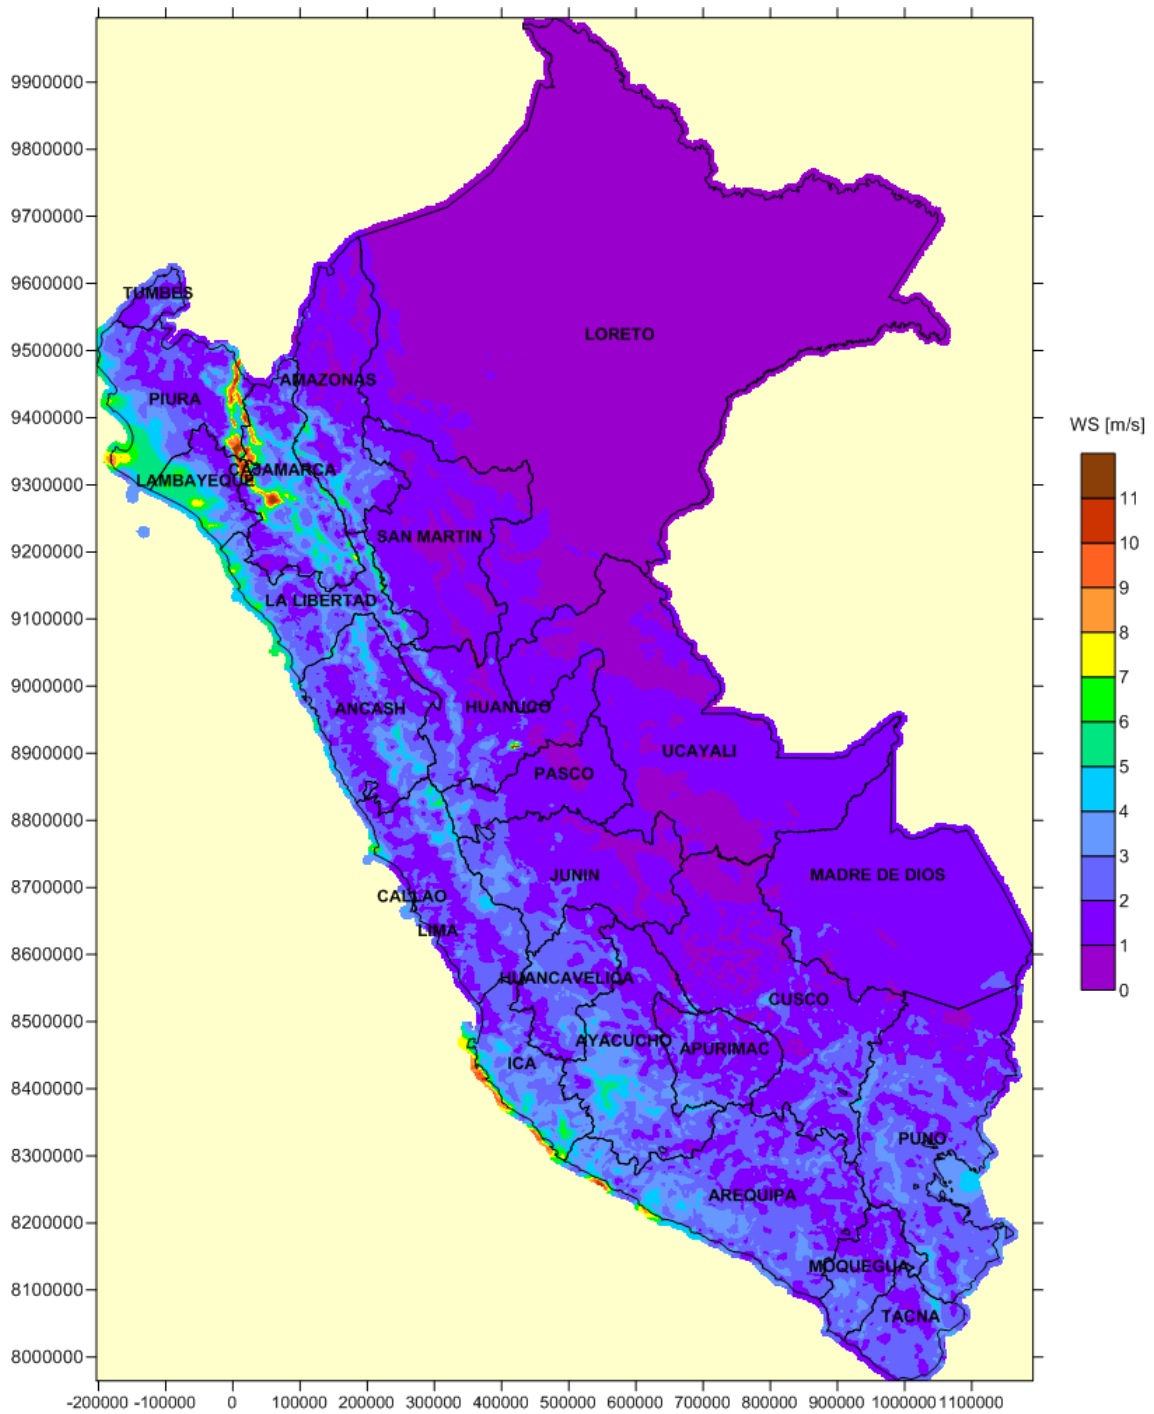 9900000
9800000
9700000
9600000
9500000
9400000
9300000
9200000
9100000
9000000
8900000
8800000
8700000
8600000
8500000
8400000
8300000
8200000
8100000
8000000
-200000 -100000 0 100000 200000 300000 400000 500000 600000 700000 800000 900000 1000000 1100000
TUMBES
LORETO
AMAZONAS
PIURA
CAJAMARCA
LAMBAYEQUE
SAN MARTIN
LA LIBERTAD
ANCASH
HUANUCO
UCAYALI
PASCO
JUNIN
MADRE DE DIOS
CALLAO
LIMA
HUANCAVELICA
CUSCO
AYACUCHO
APURIMAC
ICA
PUNO
AREQUIPA
MOQUEGUA
TACNA
WS [m/s]
11
10
9
8
7
6
5
4
3
2
1
0